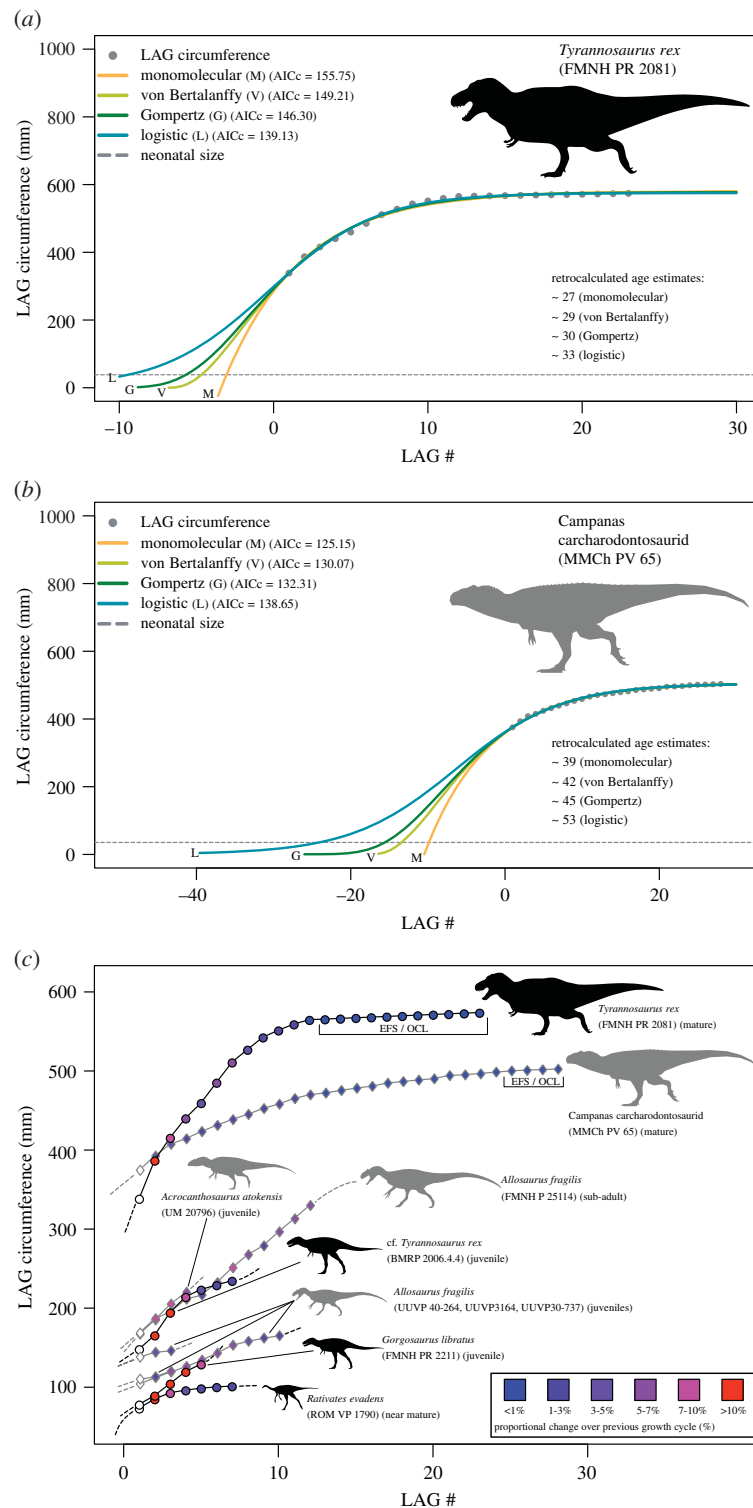 (a)
1000
800
600
400
200
0
LAG circumference (mm)
LAG circumference
monomolecular (M) (AICc = 155.75)
von Bertalanffy (V) (AICc = 149.21)
Gompertz (G) (AICc = 146.30)
logistic (L) (AICc = 139.13)
neonatal size
Tyrannosaurus rex
(FMNH PR 2081)
retrocalculated age estimates:
~ 27 (monomolecular)
~ 29 (von Bertalanffy)
~ 30 (Gompertz)
~ 33 (logistic)
L
G
V
M
–10
0
10
20
30
LAG #
(b)
1000
800
600
400
200
0
LAG circumference (mm)
LAG circumference
monomolecular (M) (AICc = 125.15)
von Bertalanffy (V) (AICc = 130.07)
Gompertz (G) (AICc = 132.31)
logistic (L) (AICc = 138.65)
neonatal size
Campanas
carcharodontosaurid
(MMCh PV 65)
retrocalculated age estimates:
~ 39 (monomolecular)
~ 42 (von Bertalanffy)
~ 45 (Gompertz)
~ 53 (logistic)
L
G
V
M
–40
–20
0
20
LAG #
(c)
600
500
400
300
200
100
LAG circumference (mm)
EFS / OCL
Tyrannosaurus rex
(FMNH PR 2081) (mature)
EFS / OCL
Campanas carcharodontosaurid
(MMCh PV 65) (mature)
Acrocanthosaurus atokensis
(UM 20796) (juvenile)
Allosaurus fragilis
(FMNH P 25114) (sub-adult)
cf. Tyrannosaurus rex
(BMRP 2006.4.4) (juvenile)
Allosaurus fragilis
(UUVP 40-264, UUVP3164, UUVP30-737) (juveniles)
Gorgosaurus libratus
(FMNH PR 2211) (juvenile)
Rativates evadens
(ROM VP 1790) (near mature)
<1%
1-3%
3-5%
5-7%
7-10%
>10%
proportional change over previous growth cycle (%)
0
10
20
30
LAG #